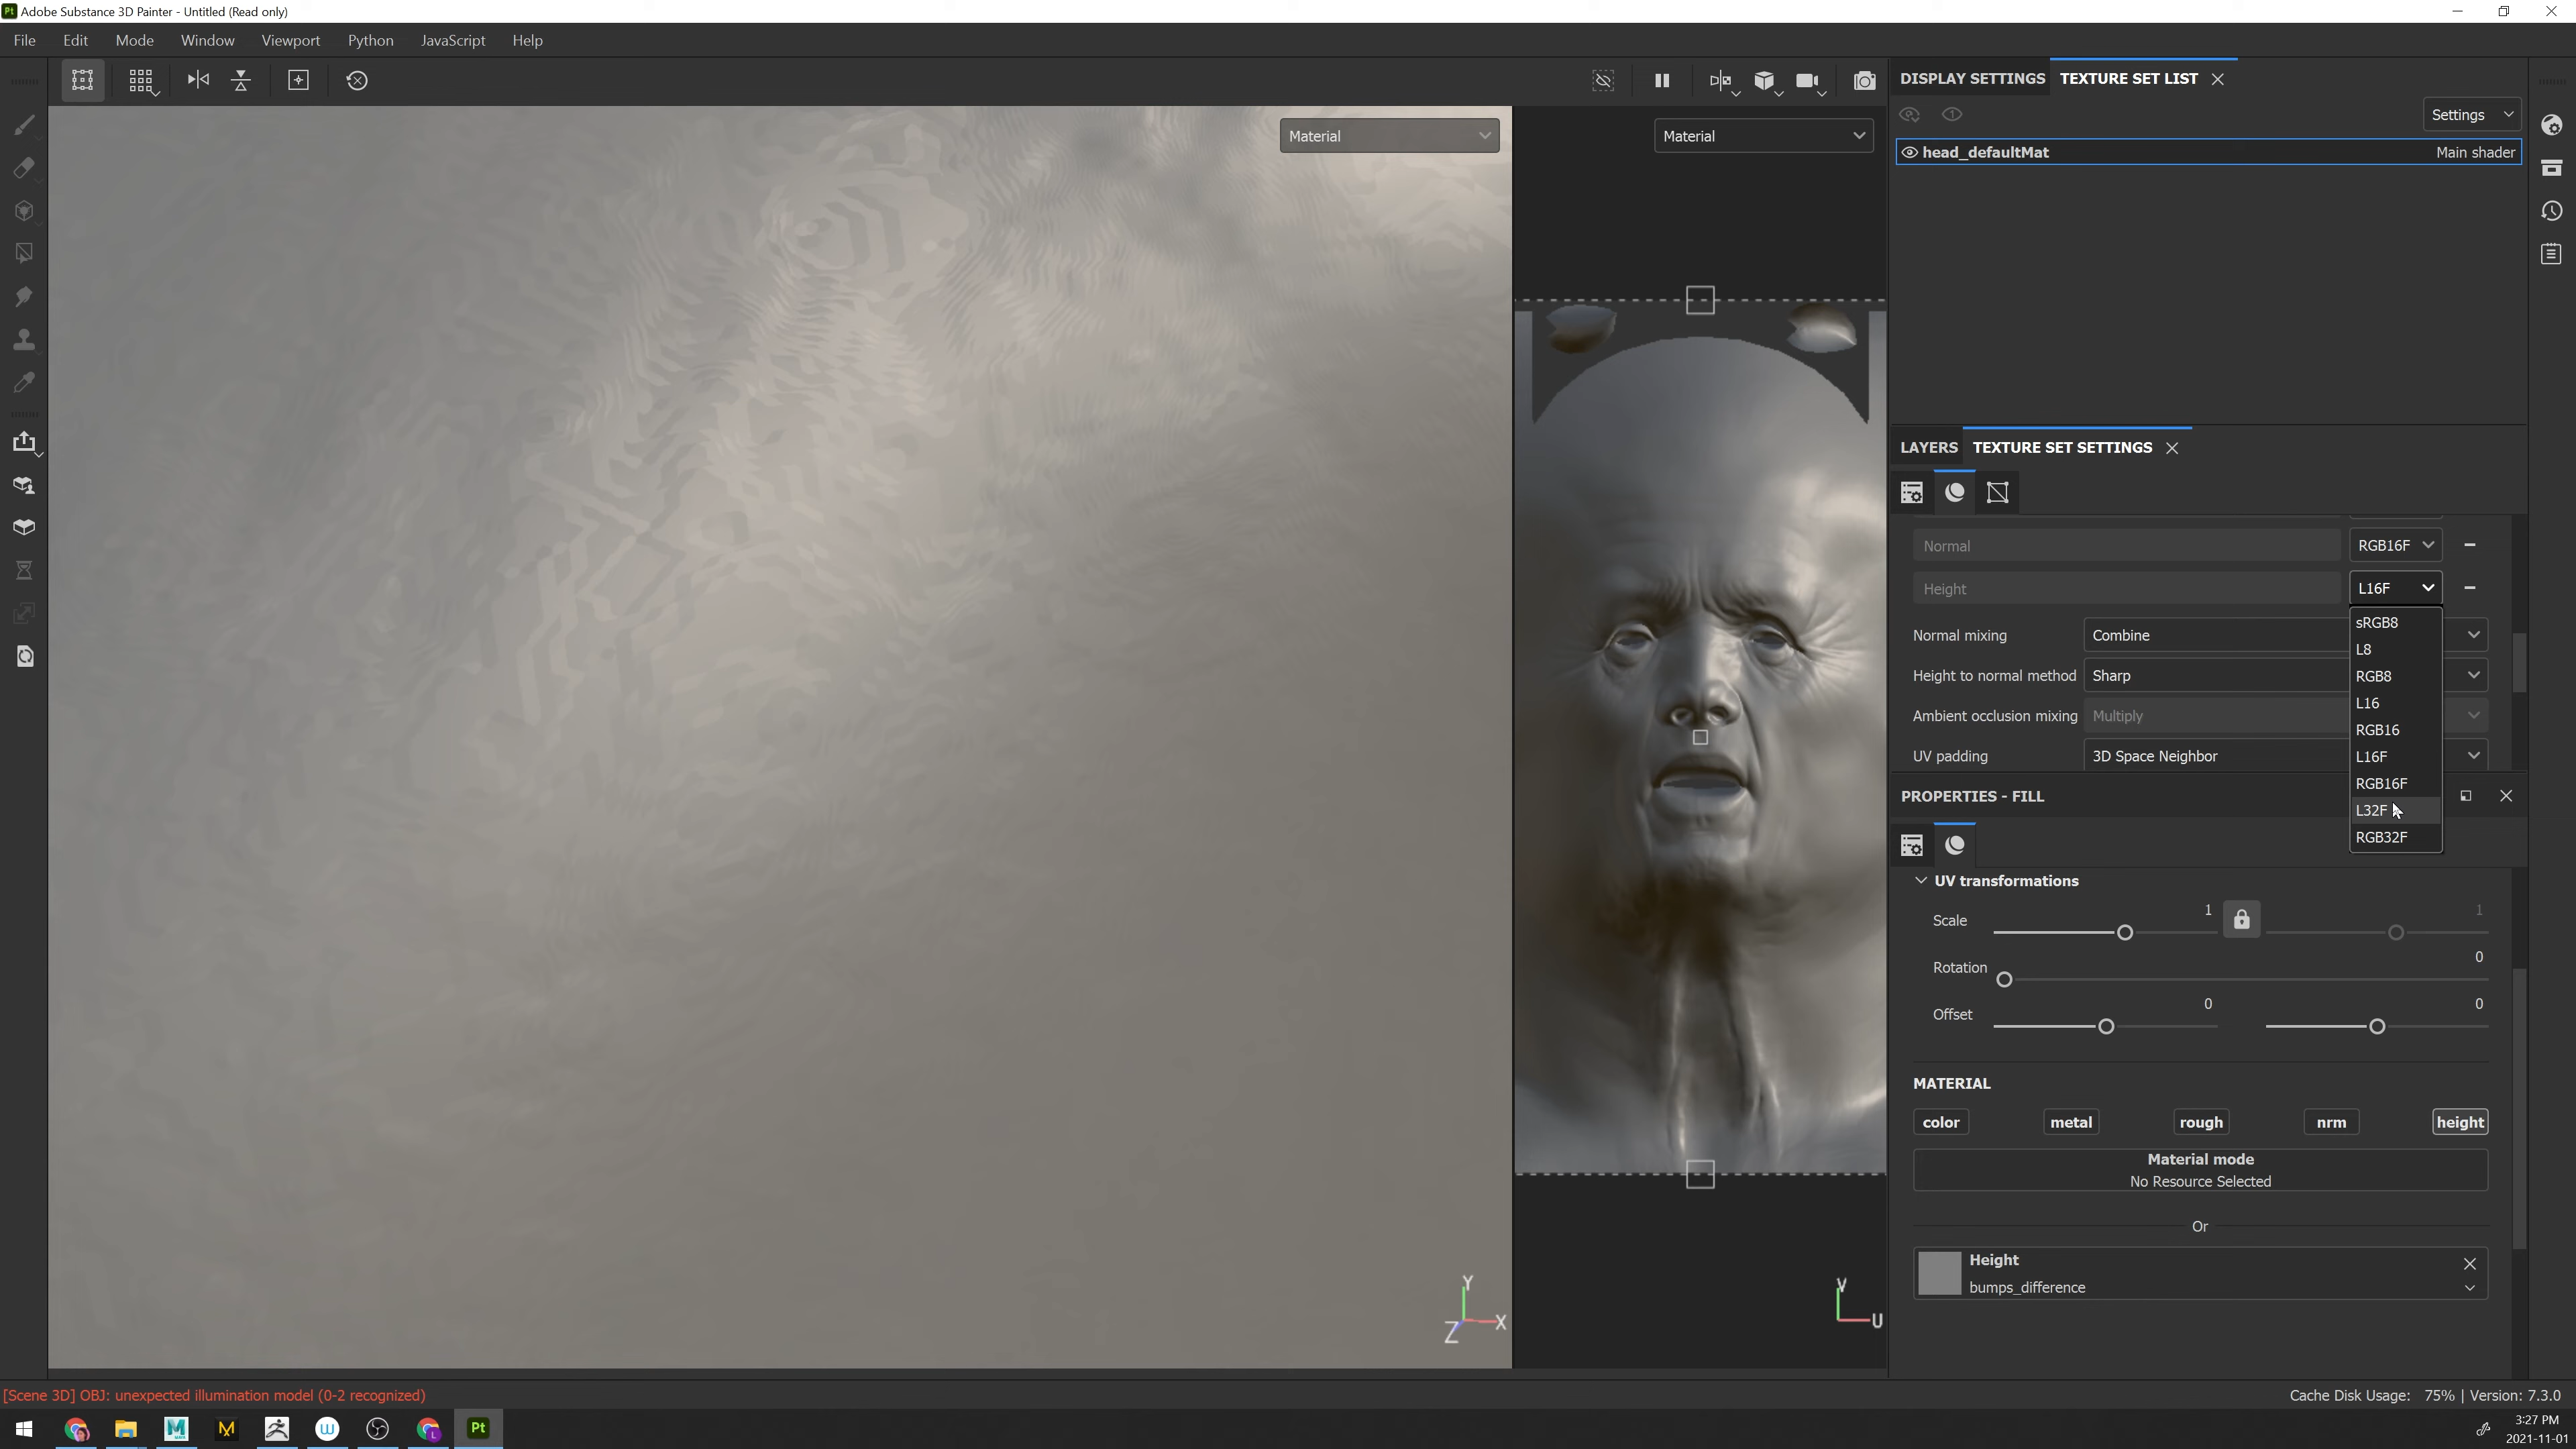 Pt Adobe Substance 3D Painter - Untitled (Read only)
File Edit Mode Window Viewport Python JavaScript Help
DISPLAY SETTINGS TEXTURE SET LIST
Settings
Material
Material
head_defaultMat Main shader
LAYERS TEXTURE SET SETTINGS
Normal RGB16F
Height L16F
sRGB8
L8
RGB8
L16
RGB16
L16F
RGB16F
L32F
RGB32F
Normal mixing Combine
Height to normal method Sharp
Ambient occlusion mixing Multiply
UV padding 3D Space Neighbor
PROPERTIES - FILL
UV transformations
Scale 1 1
Rotation 0
Offset 0 0
MATERIAL
color metal rough nrm height
Material mode
No Resource Selected
Or
Height
bumps_difference
Y
Z X
V
U
[Scene 3D] OBJ: unexpected illumination model (0-2 recognized)
Cache Disk Usage: 75% | Version: 7.3.0
Pt
3:27 PM
2021-11-01